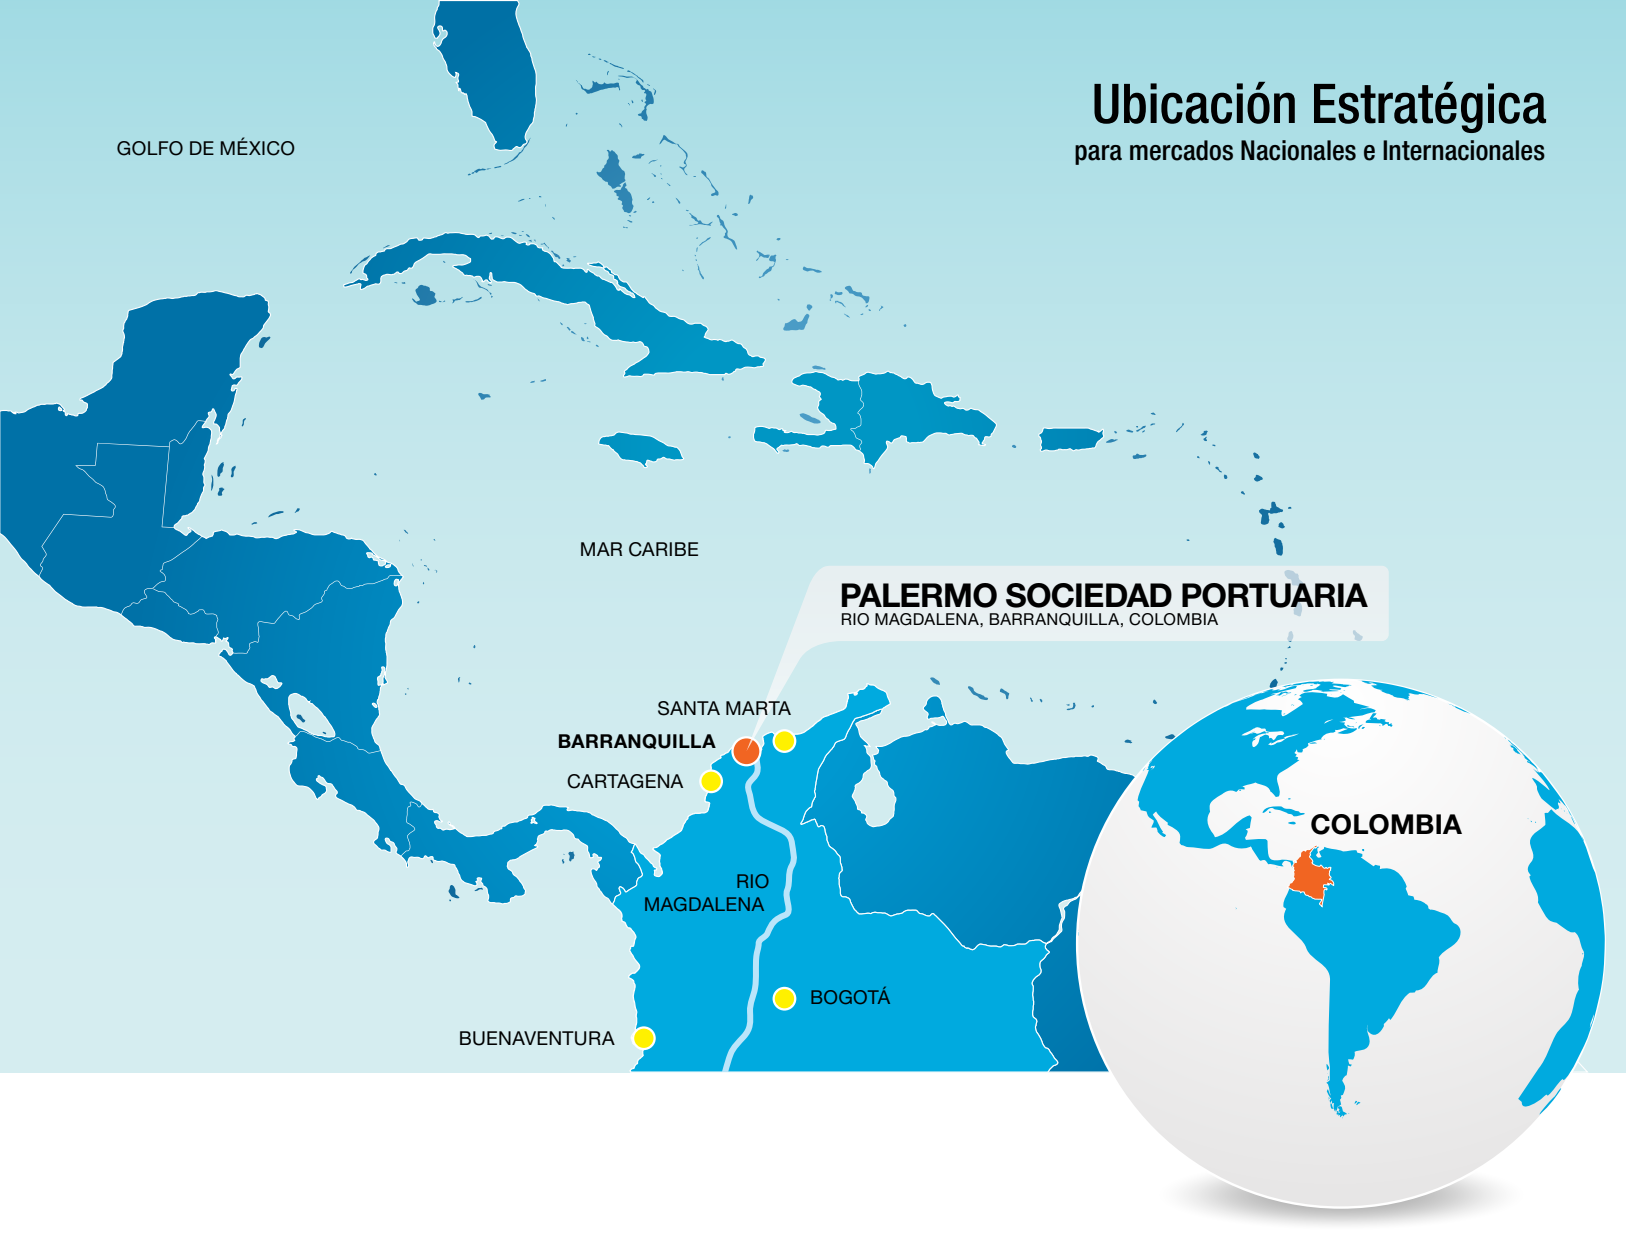 Ubicación Estratégica
para mercados Nacionales e Internacionales
GOLFO DE MÉXICO
MAR CARIBE
PALERMO SOCIEDAD PORTUARIA
RIO MAGDALENA, BARRANQUILLA, COLOMBIA
SANTA MARTA
BARRANQUILLA
CARTAGENA
COLOMBIA
RIO
MAGDALENA
BOGOTÁ
BUENAVENTURA